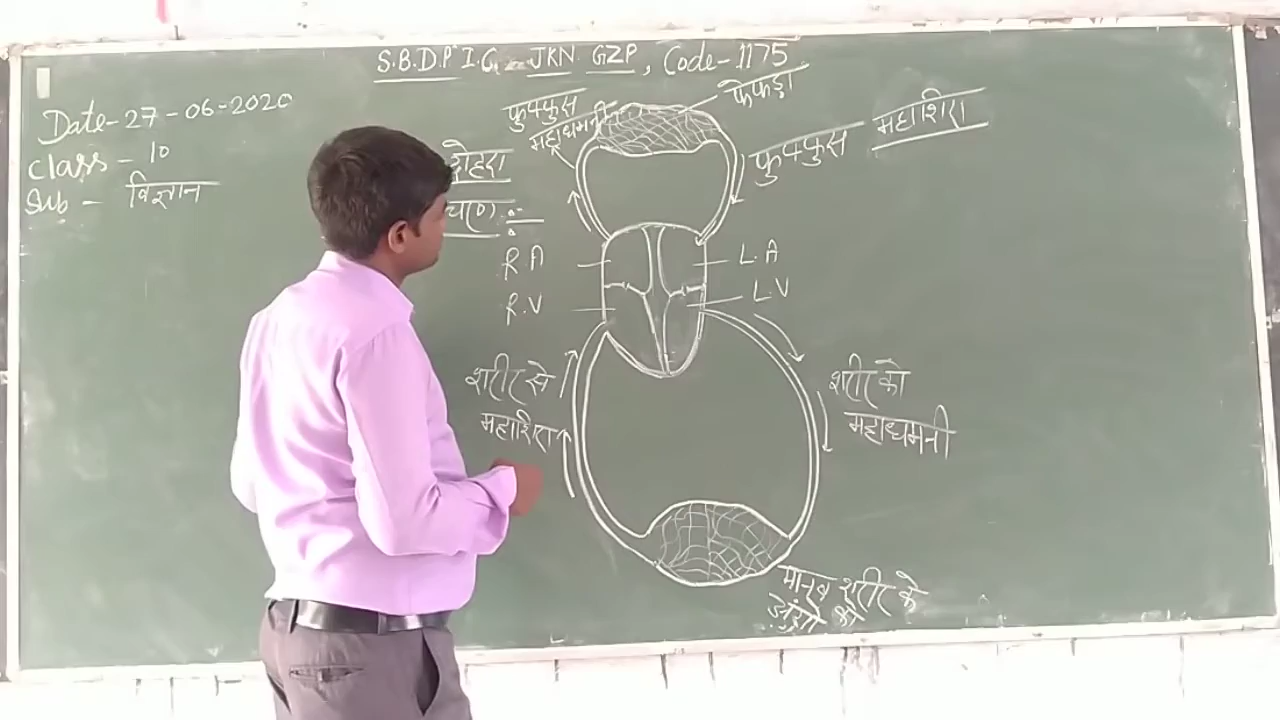 S.B.D.P. I.C. - JKN GZP, Code-1175
Date-27-06-2020
Class - 10
Sub - विज्ञान
फुफ्फुस
महाधमनी
फेफड़ा
फुफ्फुस महाशिरा
दोहरा
R.A
L.A
R.V
L.V
शरीर से
महाशिरा
शरीर को
महाधमनी
मानव शरीर के